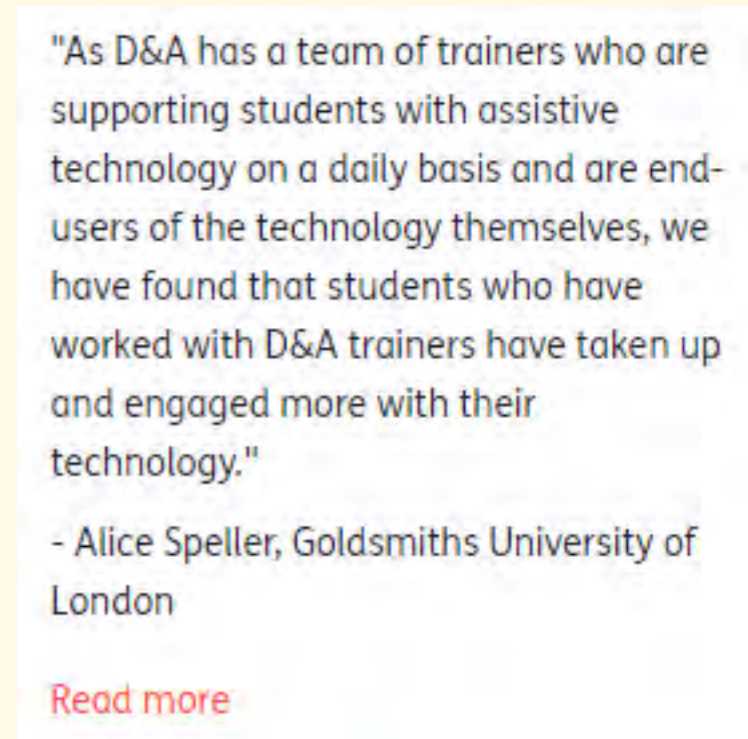 "As D&A has a team of trainers who are
supporting students with assistive
technology on a daily basis and are end-
users of the technology themselves, we
have found that students who have
worked with D&A trainers have taken up
and engaged more with their
technology."
- Alice Speller, Goldsmiths University of
London
Read more